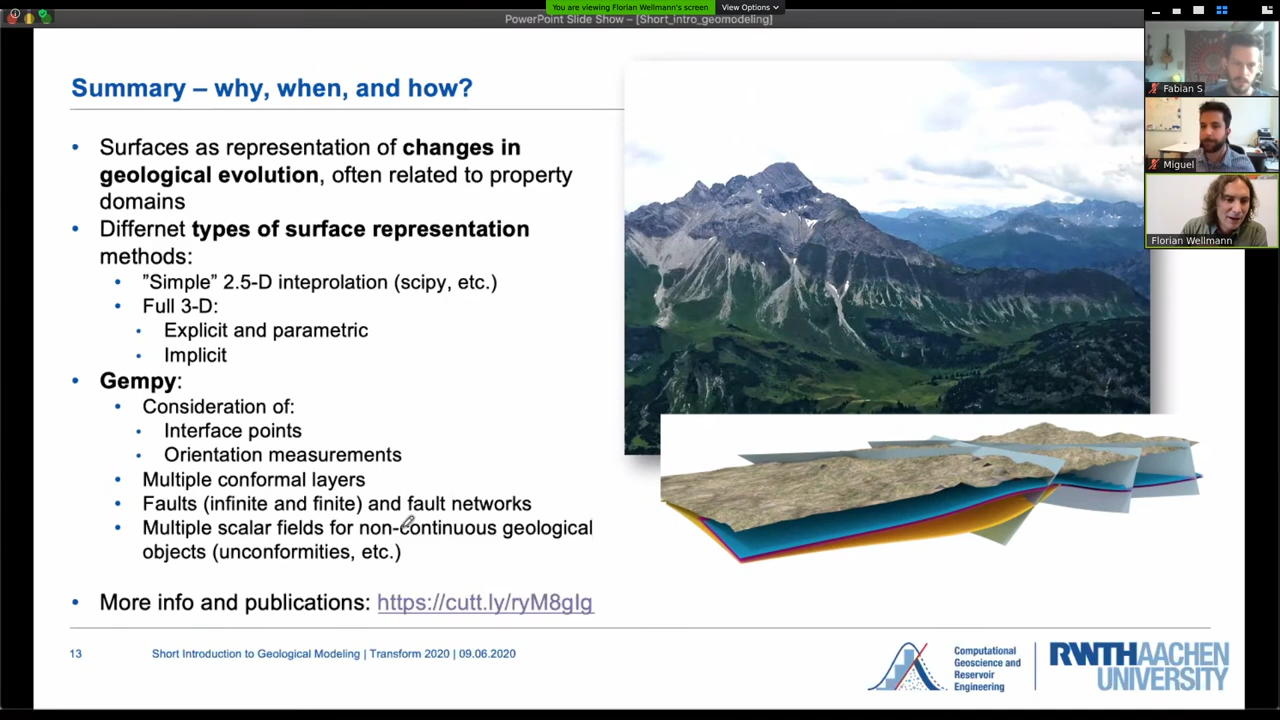 You are viewing Florian Wellmann's screen
View Options
PowerPoint Slide Show – [Short_intro_geomodeling]
Fabian S
Miguel
Florian Wellmann
Summary – why, when, and how?
• Surfaces as representation of changes in
geological evolution, often related to property
domains
• Differnet types of surface representation
methods:
• ”Simple” 2.5-D inteprolation (scipy, etc.)
• Full 3-D:
• Explicit and parametric
• Implicit
• Gempy:
• Consideration of:
• Interface points
• Orientation measurements
• Multiple conformal layers
• Faults (infinite and finite) and fault networks
• Multiple scalar fields for non-continuous geological
objects (unconformities, etc.)
• More info and publications: https://cutt.ly/ryM8gIg
13
Short Introduction to Geological Modeling | Transform 2020 | 09.06.2020
Computational
Geoscience and
Reservoir
Engineering
RWTHAACHEN
UNIVERSITY